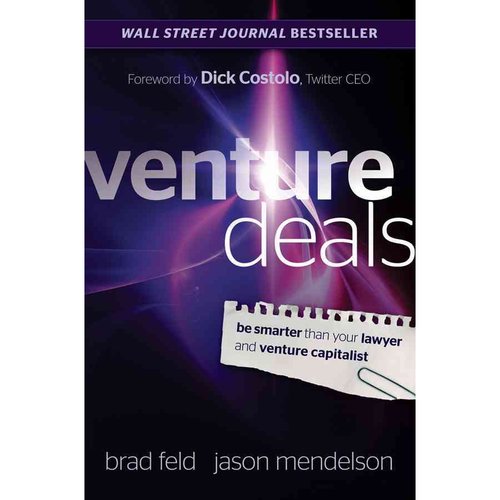 WALL STREET JOURNAL BESTSELLER
Foreword by Dick Costolo, Twitter CEO
venture
deals
be smarter than your lawyer
and venture capitalist
brad feld jason mendelson